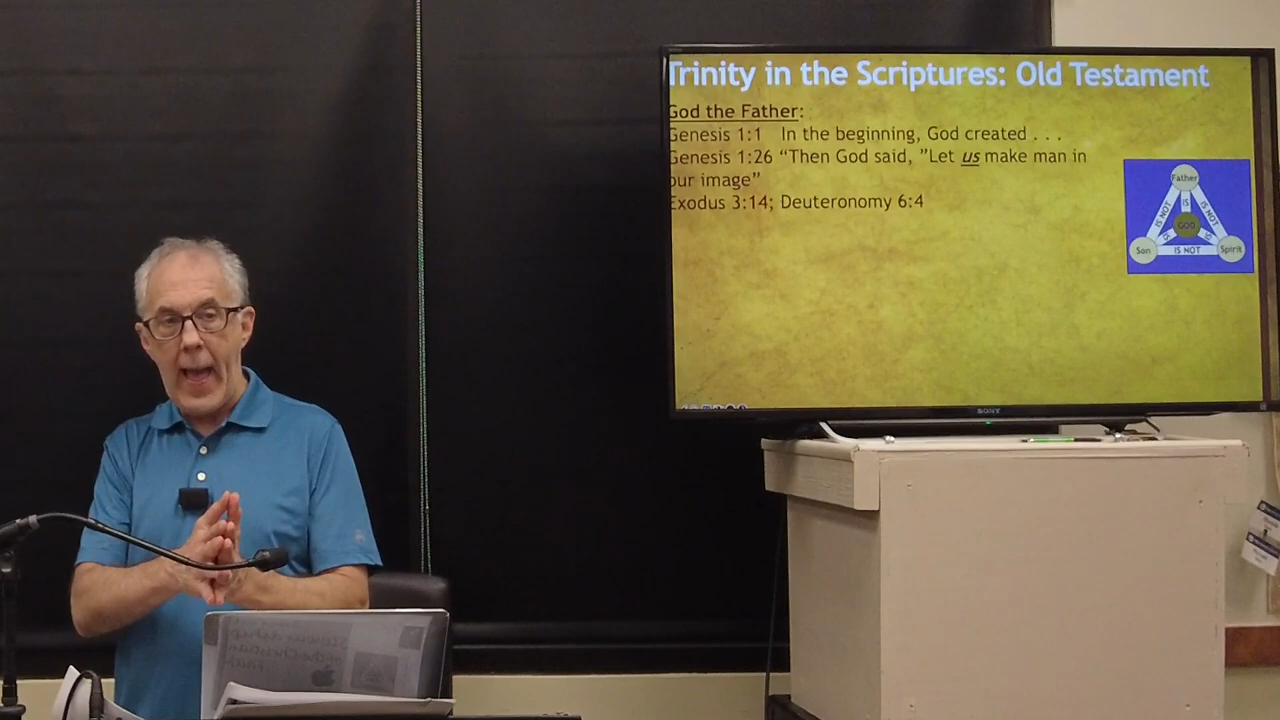 Trinity in the Scriptures: Old Testament
God the Father:
Genesis 1:1 In the beginning, God created . . .
Genesis 1:26 “Then God said, ”Let us make man in
our image”
Exodus 3:14; Deuteronomy 6:4
Father
IS NOT
IS
IS NOT
GOD
IS
IS
Son
IS NOT
Spirit
SONY